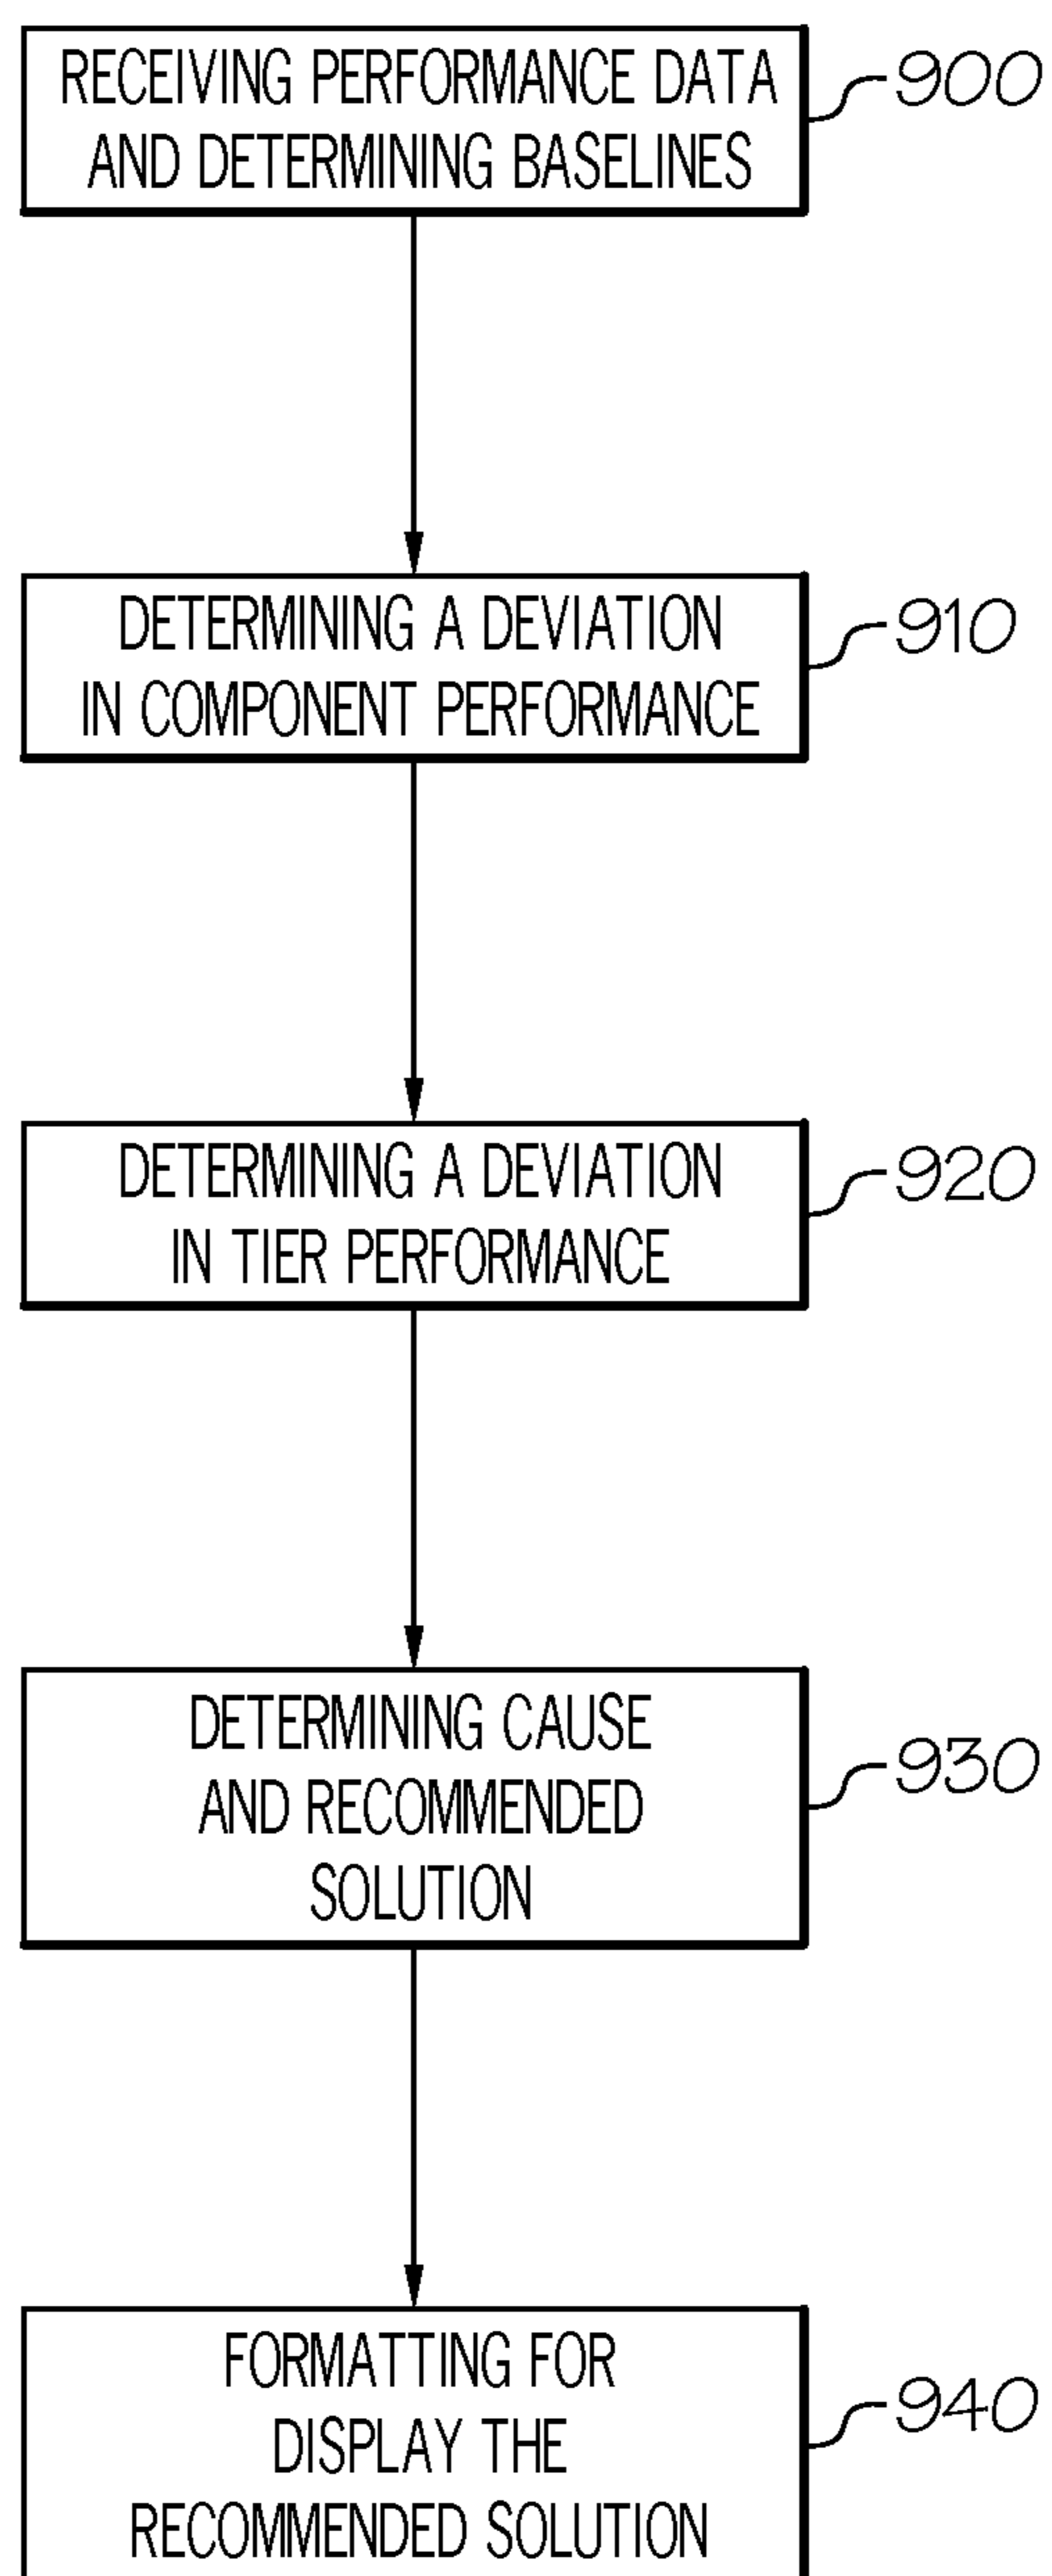 RECEIVING PERFORMANCE DATA
AND DETERMINING BASELINES
900
DETERMINING A DEVIATION
IN COMPONENT PERFORMANCE
910
DETERMINING A DEVIATION
IN TIER PERFORMANCE
920
DETERMINING CAUSE
AND RECOMMENDED
SOLUTION
930
FORMATTING FOR
DISPLAY THE
RECOMMENDED SOLUTION
940